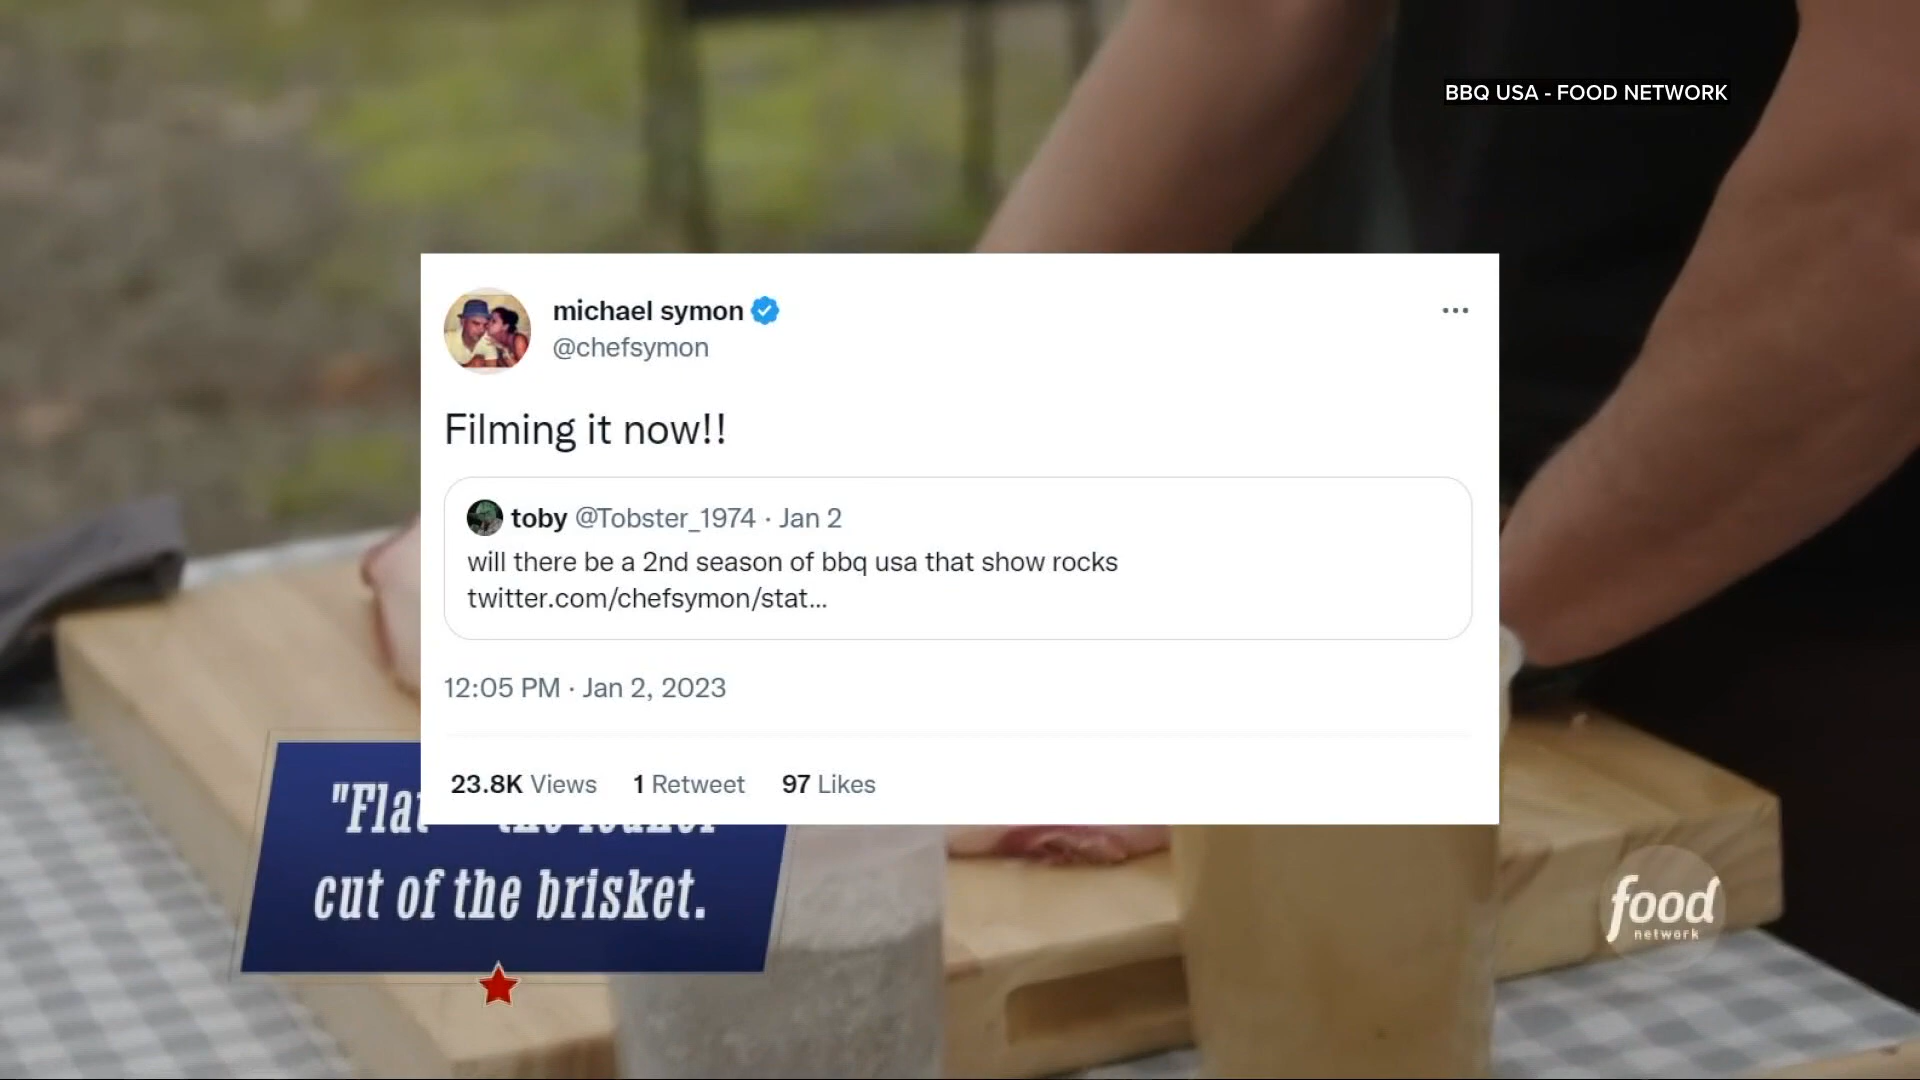 BBQ USA - FOOD NETWORK
michael symon
@chefsymon
Filming it now!!
toby @Tobster_1974 · Jan 2
will there be a 2nd season of bbq usa that show rocks
twitter.com/chefsymon/stat...
12:05 PM · Jan 2, 2023
23.8K Views 1 Retweet 97 Likes
"Flat"
cut of the brisket.
food
network